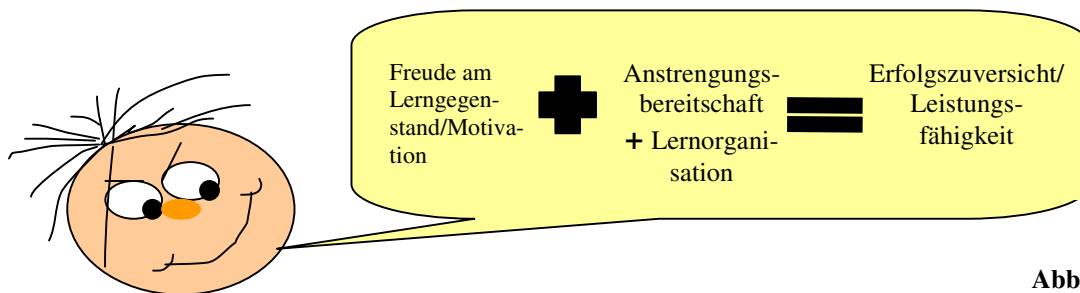 Freude am
Lerngegen-
stand/Motiva-
tion
Anstrengungs-
bereitschaft
+ Lernorgani-
sation
Erfolgszuversicht/
Leistungs-
fähigkeit
Abb